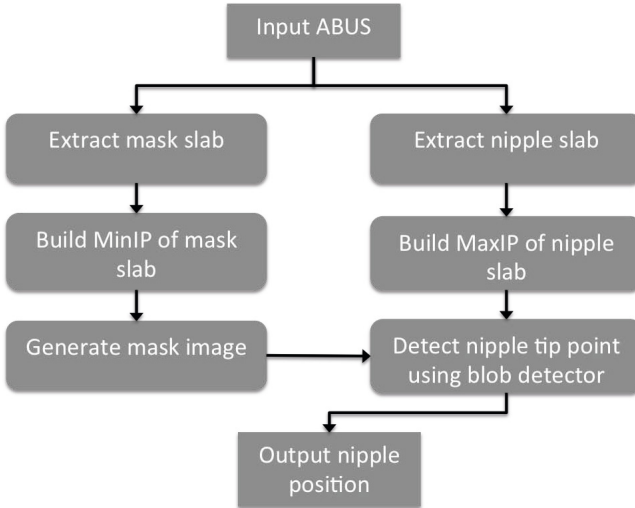 Input ABUS
Extract mask slab
Extract nipple slab
Build MinIP of mask
slab
Build MaxIP of nipple
slab
Generate mask image
Detect nipple tip point
using blob detector
Output nipple
position